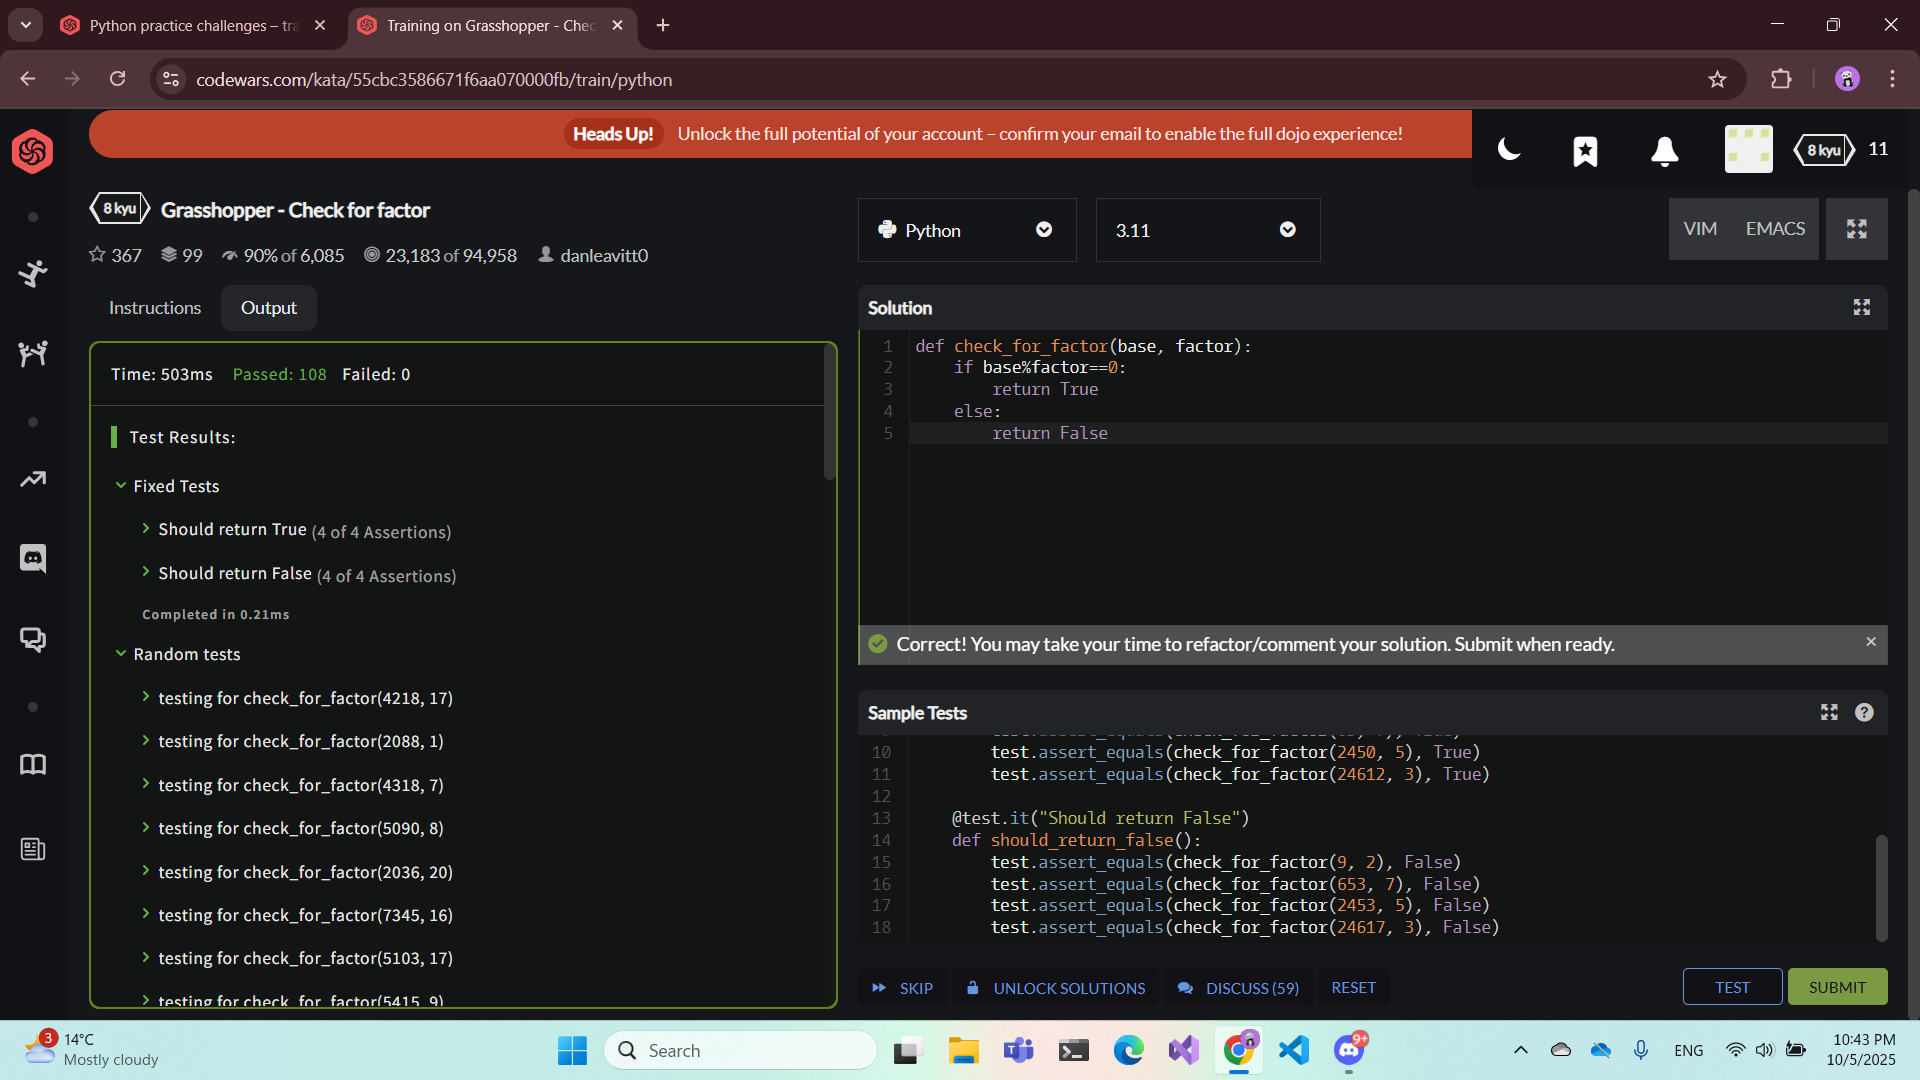 Python practice challenges – tra
Training on Grasshopper - Chec
codewars.com/kata/55cbc3586671f6aa070000fb/train/python
Heads Up! Unlock the full potential of your account – confirm your email to enable the full dojo experience!
8 kyu 11
8 kyu Grasshopper - Check for factor
367 99 90% of 6,085 23,183 of 94,958 danleavitt0
Python
3.11
VIM EMACS
Instructions
Output
Time: 503ms Passed: 108 Failed: 0
Test Results:
Fixed Tests
Should return True (4 of 4 Assertions)
Should return False (4 of 4 Assertions)
Completed in 0.21ms
Random tests
testing for check_for_factor(4218, 17)
testing for check_for_factor(2088, 1)
testing for check_for_factor(4318, 7)
testing for check_for_factor(5090, 8)
testing for check_for_factor(2036, 20)
testing for check_for_factor(7345, 16)
testing for check_for_factor(5103, 17)
testing for check_for_factor(5415, 9)
Solution
1 def check_for_factor(base, factor):
2 if base%factor==0:
3 return True
4 else:
5 return False
Correct! You may take your time to refactor/comment your solution. Submit when ready.
Sample Tests
10 test.assert_equals(check_for_factor(2450, 5), True)
11 test.assert_equals(check_for_factor(24612, 3), True)
12
13 @test.it("Should return False")
14 def should_return_false():
15 test.assert_equals(check_for_factor(9, 2), False)
16 test.assert_equals(check_for_factor(653, 7), False)
17 test.assert_equals(check_for_factor(2453, 5), False)
18 test.assert_equals(check_for_factor(24617, 3), False)
SKIP
UNLOCK SOLUTIONS
DISCUSS (59)
RESET
TEST
SUBMIT
3
14°C
Mostly cloudy
Search
9+
ENG
10:43 PM
10/5/2025